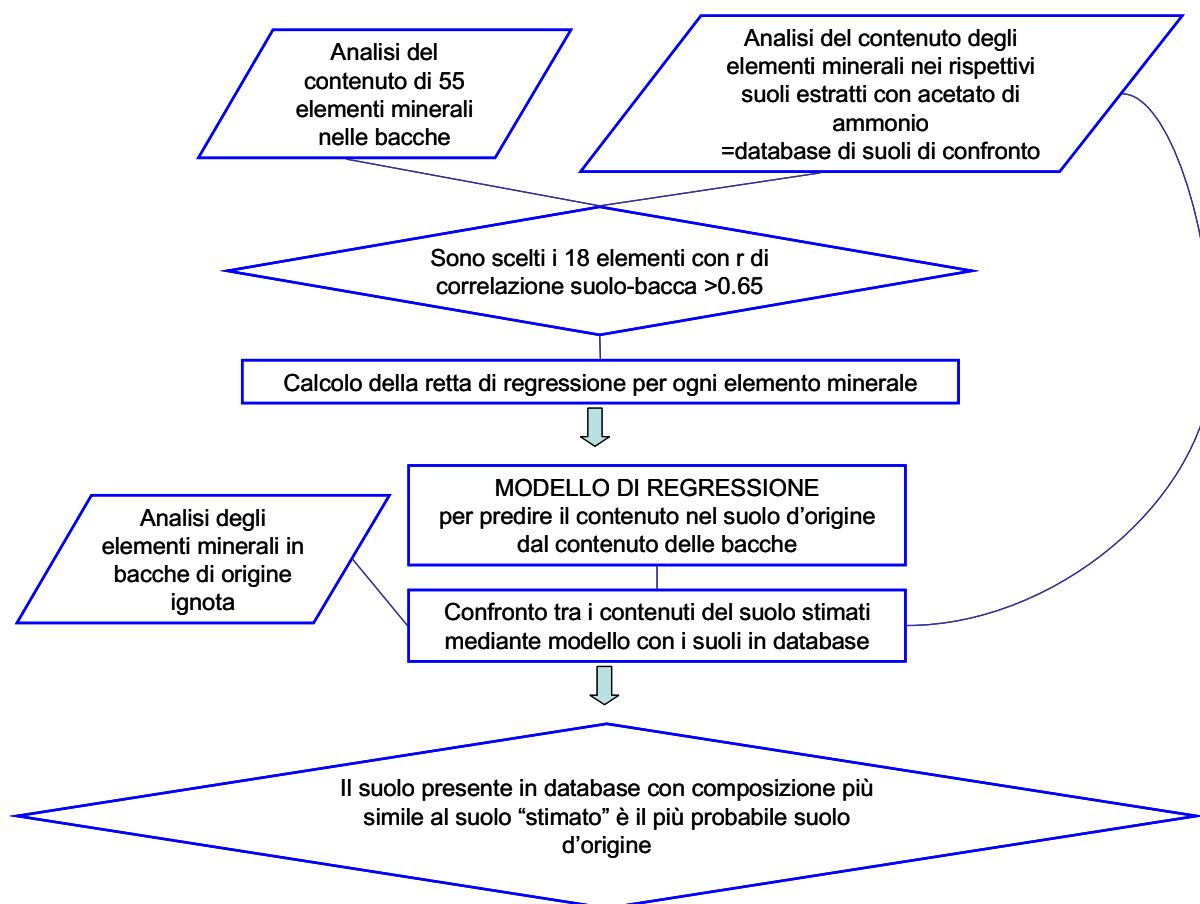 Analisi del
contenuto di 55
elementi minerali
nelle bacche
Analisi del contenuto degli
elementi minerali nei rispettivi
suoli estratti con acetato di
ammonio
=database di suoli di confronto
Sono scelti i 18 elementi con r di
correlazione suolo-bacca >0.65
Calcolo della retta di regressione per ogni elemento minerale
MODELLO DI REGRESSIONE
per predire il contenuto nel suolo d’origine
dal contenuto delle bacche
Analisi degli
elementi minerali in
bacche di origine
ignota
Confronto tra i contenuti del suolo stimati
mediante modello con i suoli in database
Il suolo presente in database con composizione più
simile al suolo “stimato” è il più probabile suolo
d’origine